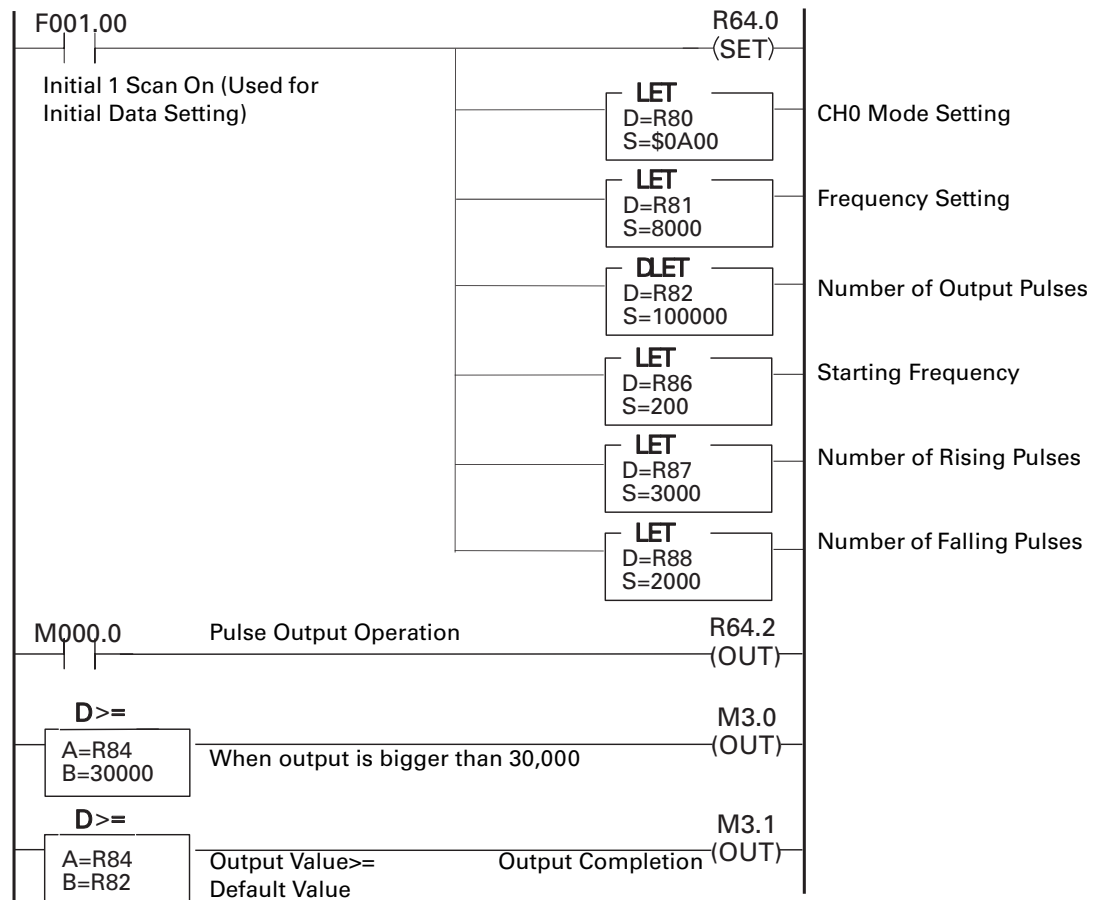 F001.00
R64.0
(SET)
Initial 1 Scan On (Used for
Initial Data Setting)
LET
D=R80
S=$0A00
CH0 Mode Setting
LET
D=R81
S=8000
Frequency Setting
DLET
D=R82
S=100000
Number of Output Pulses
LET
D=R86
S=200
Starting Frequency
LET
D=R87
S=3000
Number of Rising Pulses
LET
D=R88
S=2000
Number of Falling Pulses
M000.0
Pulse Output Operation
R64.2
(OUT)
D>=
A=R84
B=30000
When output is bigger than 30,000
M3.0
(OUT)
D>=
A=R84
B=R82
Output Value>=
Default Value
Output Completion
M3.1
(OUT)